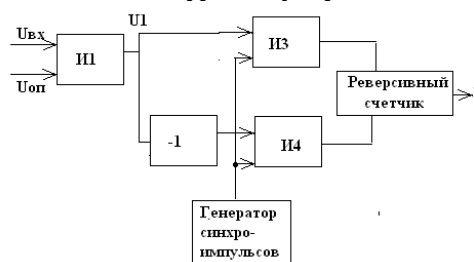 U1
Uвх
И1
Uоп
И3
Реверсивный
счетчик
-1
И4
Генератор
синхро-
импульсов